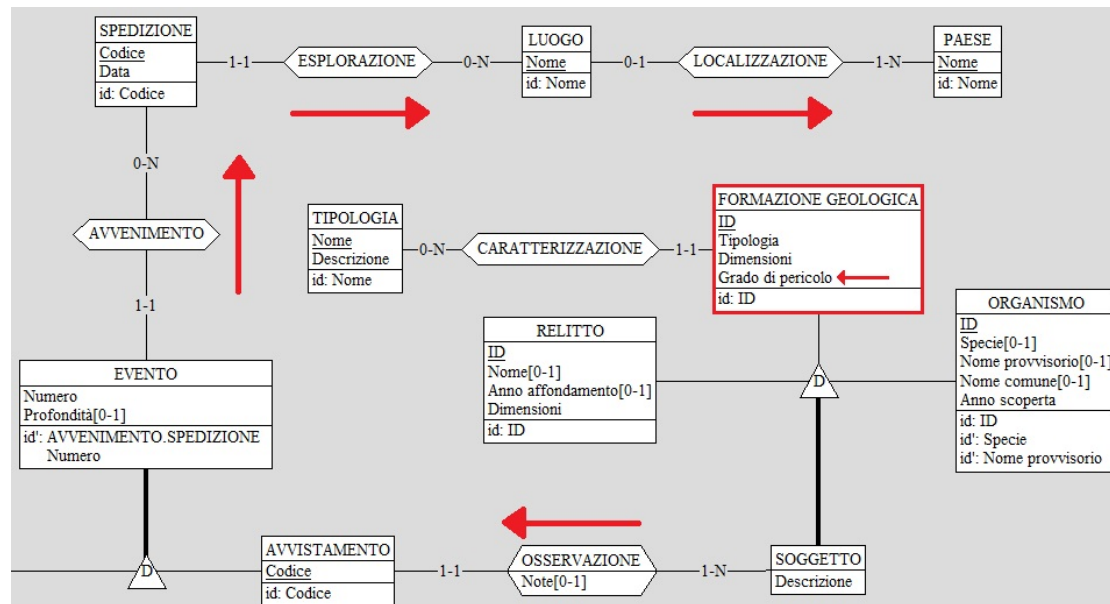 SPEDIZIONE
Codice
Data
id: Codice
1-1
ESPLORAZIONE
0-N
LUOGO
Nome
id: Nome
0-1
LOCALIZZAZIONE
1-N
PAESE
Nome
id: Nome
0-N
AVVENIMENTO
1-1
TIPOLOGIA
Nome
Descrizione
id: Nome
0-N
CARATTERIZZAZIONE
1-1
FORMAZIONE GEOLOGICA
ID
Tipologia
Dimensioni
Grado di pericolo
id: ID
RELITTO
ID
Nome[0-1]
Anno affondamento[0-1]
Dimensioni
id: ID
D
ORGANISMO
ID
Specie[0-1]
Nome provvisorio[0-1]
Nome comune[0-1]
Anno scoperta
id: ID
id': Specie
id': Nome provvisorio
EVENTO
Numero
Profondità[0-1]
id': AVVENIMENTO.SPEDIZIONE
Numero
D
AVVISTAMENTO
Codice
id: Codice
1-1
OSSERVAZIONE
Note[0-1]
1-N
SOGGETTO
Descrizione